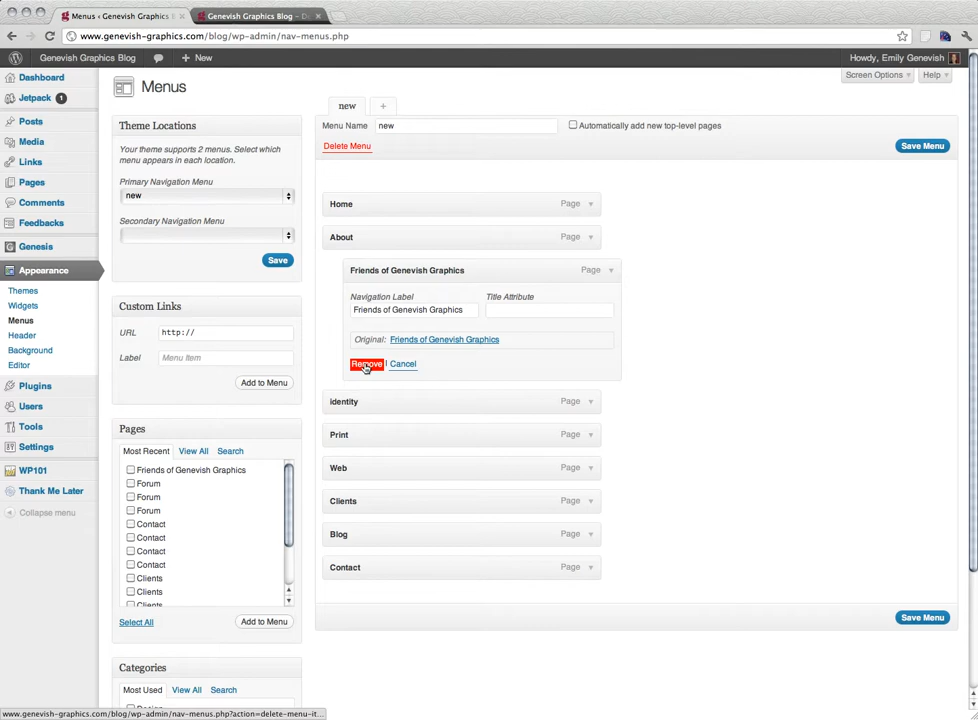 Menus ‹ Genevish Graphics
Genevish Graphics Blog – D
www.genevish-graphics.com/blog/wp-admin/nav-menus.php
Genevish Graphics Blog
+ New
Howdy, Emily Genevish
Screen Options
Help
Dashboard
Jetpack 1
Posts
Media
Links
Pages
Comments
Feedbacks
Genesis
Appearance
Themes
Widgets
Menus
Header
Background
Editor
Plugins
Users
Tools
Settings
WP101
Thank Me Later
Collapse menu
Menus
Theme Locations
Your theme supports 2 menus. Select
which menu appears in each location.
Primary Navigation Menu
new
Secondary Navigation Menu
Save
Custom Links
URL http://
Label Menu Item
Add to Menu
Pages
Most Recent View All Search
Friends of Genevish Graphics
Forum
Forum
Forum
Contact
Contact
Contact
Contact
Clients
Clients
Clients
Select All
Add to Menu
Categories
Most Used View All Search
new +
Menu Name new
Automatically add new top-level pages
Delete Menu
Save Menu
Home Page
About Page
Friends of Genevish Graphics Page
Navigation Label Title Attribute
Friends of Genevish Graphics
Original: Friends of Genevish Graphics
Remove | Cancel
identity Page
Print Page
Web Page
Clients Page
Blog Page
Contact Page
Save Menu
www.genevish-graphics.com/blog/wp-admin/nav-menus.php?action=delete-menu-it...